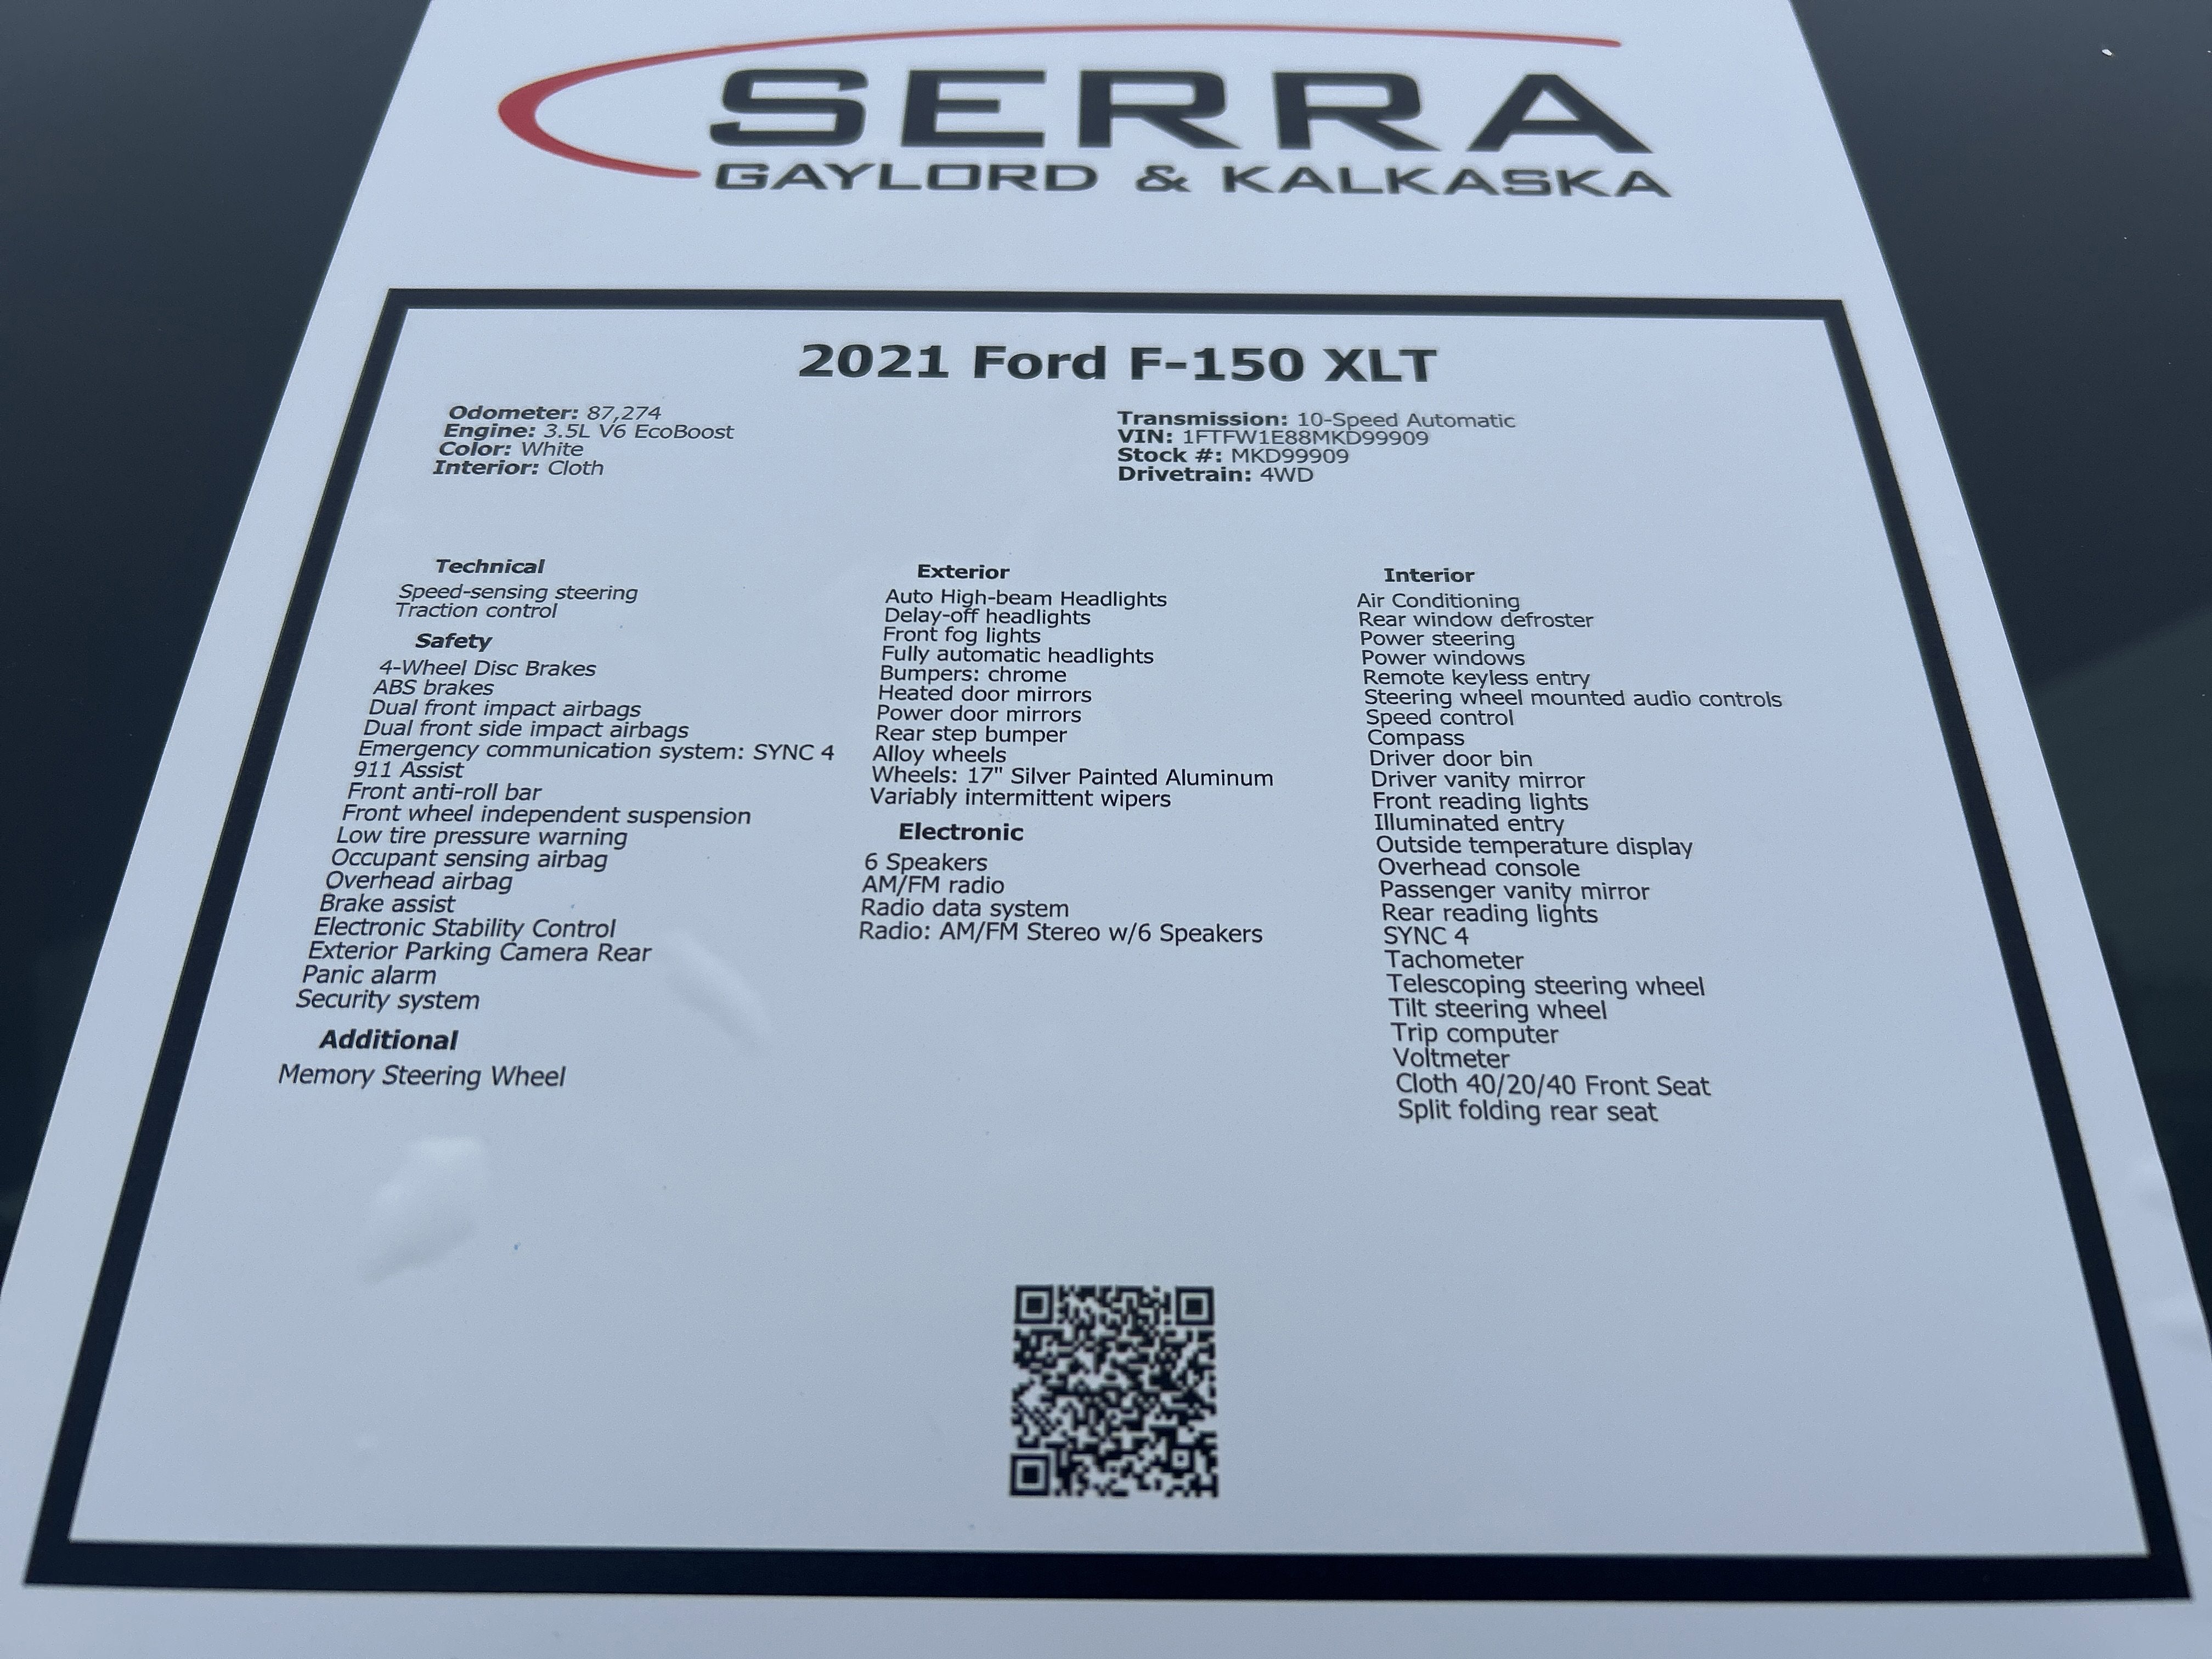 SERRA
GAYLORD & KALKASKA
2021 Ford F-150 XLT
Odometer: 87,274
Engine: 3.5L V6 EcoBoost
Color: White
Interior: Cloth
Transmission: 10-Speed Automatic
VIN: 1FTFW1E88MKD99909
Stock #: MKD99909
Drivetrain: 4WD
Technical
Speed-sensing steering
Traction control
Safety
4-Wheel Disc Brakes
ABS brakes
Dual front impact airbags
Dual front side impact airbags
Emergency communication system: SYNC 4
911 Assist
Front anti-roll bar
Front wheel independent suspension
Low tire pressure warning
Occupant sensing airbag
Overhead airbag
Brake assist
Electronic Stability Control
Exterior Parking Camera Rear
Panic alarm
Security system
Additional
Memory Steering Wheel
Exterior
Auto High-beam Headlights
Delay-off headlights
Front fog lights
Fully automatic headlights
Bumpers: chrome
Heated door mirrors
Power door mirrors
Rear step bumper
Alloy wheels
Wheels: 17" Silver Painted Aluminum
Variably intermittent wipers
Electronic
6 Speakers
AM/FM radio
Radio data system
Radio: AM/FM Stereo w/6 Speakers
Interior
Air Conditioning
Rear window defroster
Power steering
Power windows
Remote keyless entry
Steering wheel mounted audio controls
Speed control
Compass
Driver door bin
Driver vanity mirror
Front reading lights
Illuminated entry
Outside temperature display
Overhead console
Passenger vanity mirror
Rear reading lights
SYNC 4
Tachometer
Telescoping steering wheel
Tilt steering wheel
Trip computer
Voltmeter
Cloth 40/20/40 Front Seat
Split folding rear seat